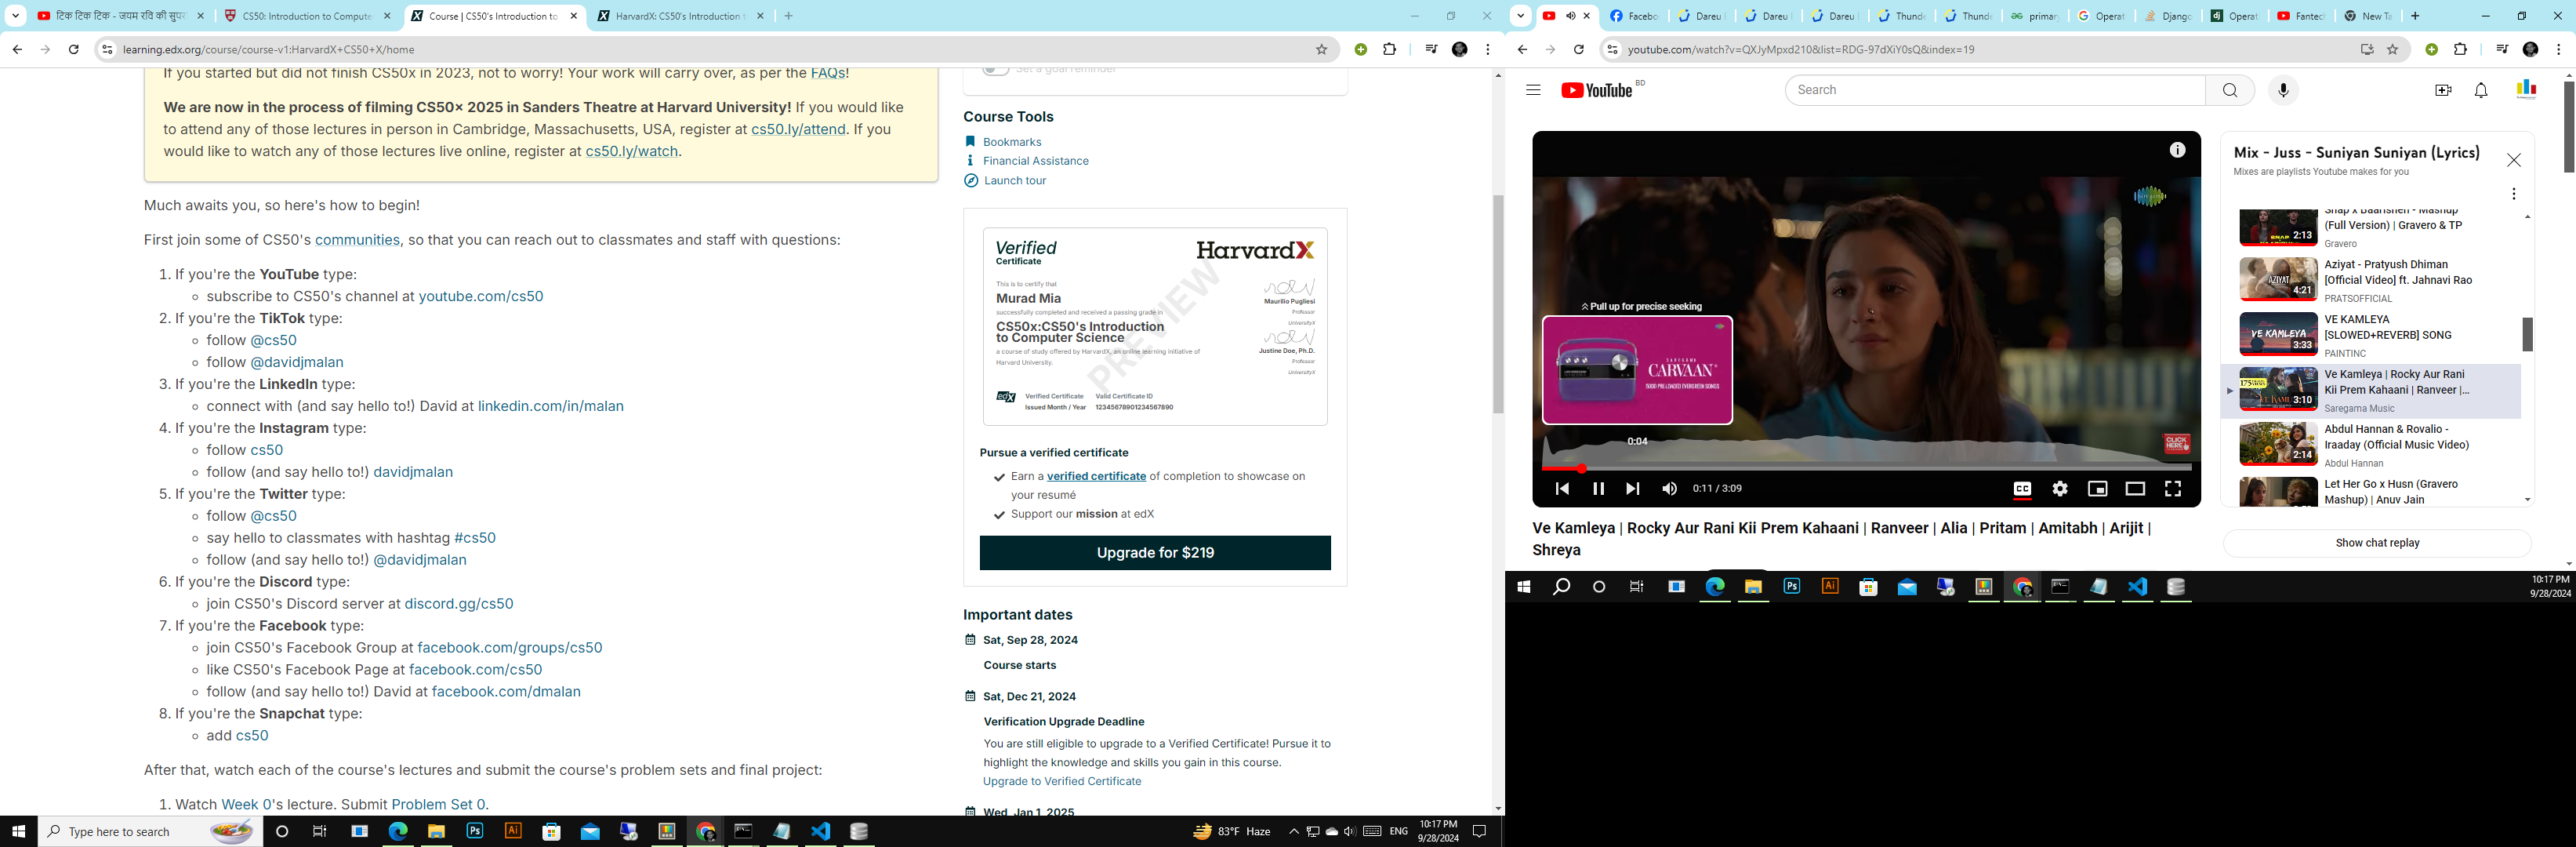 टिक टिक टिक - जयम रवि की सुपर
CS50: Introduction to Compute
Course | CS50's Introduction to
HarvardX: CS50's Introduction t
learning.edx.org/course/course-v1:HarvardX+CS50+X/home
If you started but did not finish CS50x in 2023, not to worry! Your work will carry over, as per the FAQs!
We are now in the process of filming CS50× 2025 in Sanders Theatre at Harvard University! If you would like
to attend any of those lectures in person in Cambridge, Massachusetts, USA, register at cs50.ly/attend. If you
would like to watch any of those lectures live online, register at cs50.ly/watch.
Much awaits you, so here's how to begin!
First join some of CS50's communities, so that you can reach out to classmates and staff with questions:
1. If you're the YouTube type:
subscribe to CS50's channel at youtube.com/cs50
2. If you're the TikTok type:
follow @cs50
follow @davidjmalan
3. If you're the LinkedIn type:
connect with (and say hello to!) David at linkedin.com/in/malan
4. If you're the Instagram type:
follow cs50
follow (and say hello to!) davidjmalan
5. If you're the Twitter type:
follow @cs50
say hello to classmates with hashtag #cs50
follow (and say hello to!) @davidjmalan
6. If you're the Discord type:
join CS50's Discord server at discord.gg/cs50
7. If you're the Facebook type:
join CS50's Facebook Group at facebook.com/groups/cs50
like CS50's Facebook Page at facebook.com/cs50
follow (and say hello to!) David at facebook.com/dmalan
8. If you're the Snapchat type:
add cs50
After that, watch each of the course's lectures and submit the course's problem sets and final project:
1. Watch Week 0's lecture. Submit Problem Set 0.
Set a goal reminder
Course Tools
Bookmarks
Financial Assistance
Launch tour
Verified
Certificate
HarvardX
PREVIEW
This is to certify that
Murad Mia
successfully completed and received a passing grade in
CS50x:CS50's Introduction
to Computer Science
a course of study offered by HarvardX, an online learning initiative of
Harvard University.
Maurilio Pugliesi
Professor
UniversityX
Justine Doe, Ph.D.
Professor
UniversityX
edX
Verified Certificate
Issued Month / Year
Valid Certificate ID
12345678901234567890
Pursue a verified certificate
Earn a verified certificate of completion to showcase on
your resumé
Support our mission at edX
Upgrade for $219
Important dates
Sat, Sep 28, 2024
Course starts
Sat, Dec 21, 2024
Verification Upgrade Deadline
You are still eligible to upgrade to a Verified Certificate! Pursue it to
highlight the knowledge and skills you gain in this course.
Upgrade to Verified Certificate
Wed, Jan 1, 2025
Type here to search
Ps
Ai
83°F Haze
ENG
10:17 PM
9/28/2024
Facebo
Dareu
Dareu
Dareu
Thunde
Thunde
primar
Operat
Django
Operat
Fantec
New Ta
youtube.com/watch?v=QXJyMpxd210&list=RDG-97dXiY0sQ&index=19
YouTube BD
Search
Pull up for precise seeking
SAREGAMA
CARVAAN
5000 PRE-LOADED EVERGREEN SONGS
0:04
CLICK
HERE
0:11 / 3:09
CC
Ve Kamleya | Rocky Aur Rani Kii Prem Kahaani | Ranveer | Alia | Pritam | Amitabh | Arijit |
Shreya
Mix - Juss - Suniyan Suniyan (Lyrics)
Mixes are playlists Youtube makes for you
Snap x Baarishein - Mashup
(Full Version) | Gravero & TP
Gravero
2:13
Aziyat - Pratyush Dhiman
[Official Video] ft. Jahnavi Rao
PRATSOFFICIAL
AZIYAT
4:21
VE KAMLEYA
[SLOWED+REVERB] SONG
PAINTINC
VE KAMLEYA
3:33
Ve Kamleya | Rocky Aur Rani
Kii Prem Kahaani | Ranveer |...
Saregama Music
3:10
Abdul Hannan & Rovalio -
Iraaday (Official Music Video)
Abdul Hannan
2:14
Let Her Go x Husn (Gravero
Mashup) | Anuv Jain
Show chat replay
Ps
Ai
10:17 PM
9/28/2024